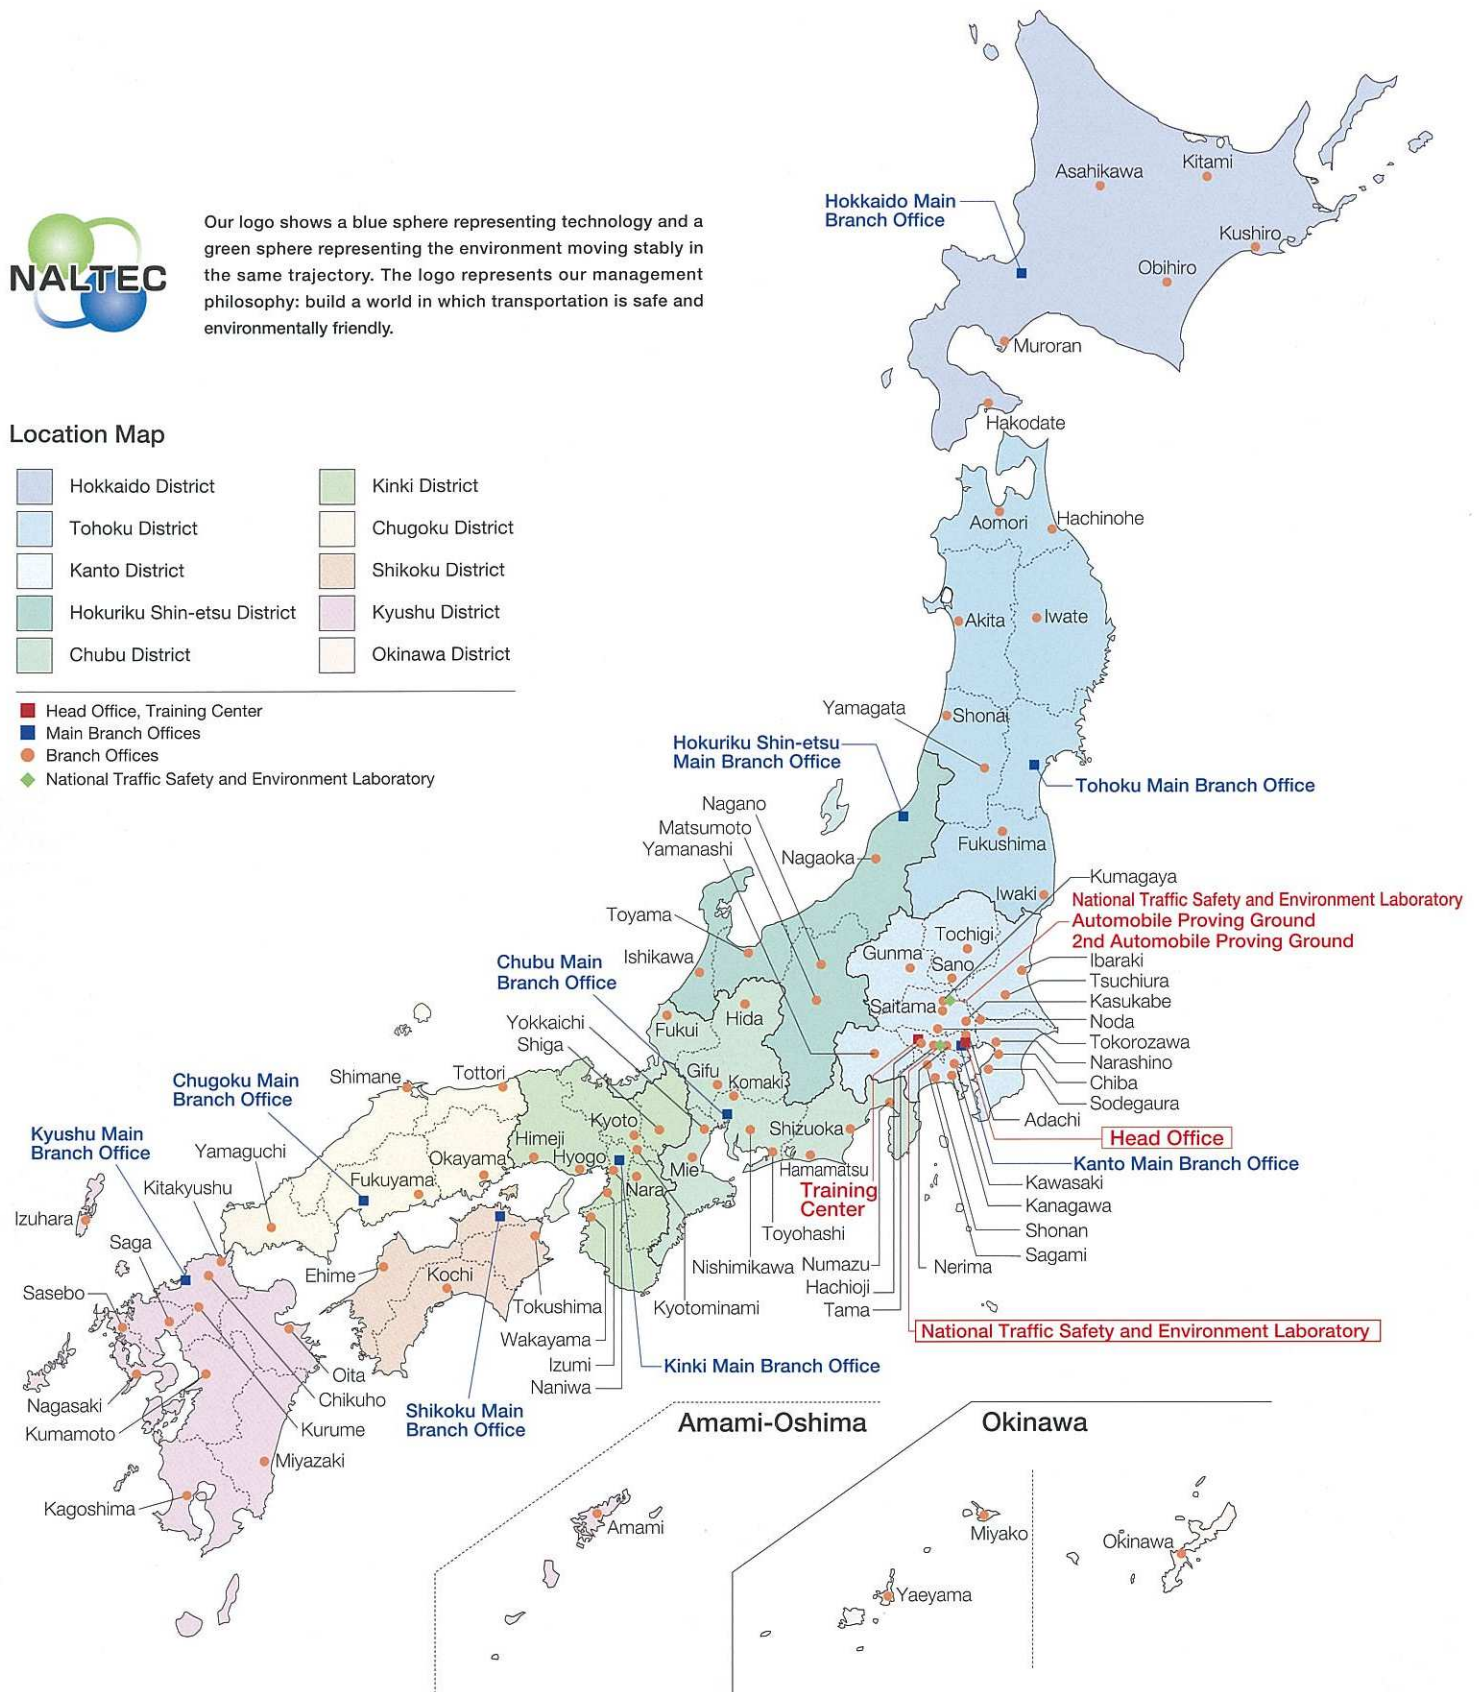 NALTEC
Our logo shows a blue sphere representing technology and a
green sphere representing the environment moving stably in
the same trajectory. The logo represents our management
philosophy: build a world in which transportation is safe and
environmentally friendly.
Location Map
Hokkaido District
Tohoku District
Kanto District
Hokuriku Shin-etsu District
Chubu District
Kinki District
Chugoku District
Shikoku District
Kyushu District
Okinawa District
Head Office, Training Center
Main Branch Offices
Branch Offices
National Traffic Safety and Environment Laboratory
Asahikawa
Kitami
Hokkaido Main
Branch Office
Kushiro
Obihiro
Muroran
Hakodate
Aomori
Hachinohe
Akita
Iwate
Yamagata
Shonai
Hokuriku Shin-etsu
Main Branch Office
Tohoku Main Branch Office
Nagano
Matsumoto
Yamanashi
Nagaoka
Fukushima
Iwaki
Kumagaya
National Traffic Safety and Environment Laboratory
Automobile Proving Ground
2nd Automobile Proving Ground
Toyama
Ishikawa
Tochigi
Gunma
Sano
Ibaraki
Tsuchiura
Chubu Main
Branch Office
Saitama
Kasukabe
Noda
Tokorozawa
Narashino
Chiba
Sodegaura
Adachi
Head Office
Kanto Main Branch Office
Kawasaki
Kanagawa
Shonan
Sagami
Hida
Fukui
Yokkaichi
Shiga
Gifu
Komaki
Shimane
Tottori
Chugoku Main
Branch Office
Kyushu Main
Branch Office
Kyoto
Shizuoka
Himeji
Hyogo
Yamaguchi
Okayama
Mie
Hamamatsu
Kitakyushu
Fukuyama
Nara
Training
Center
Izuhara
Toyohashi
Saga
Nishimikawa
Numazu
Nerima
Hachioji
Tama
Ehime
Kochi
Sasebo
Tokushima
Kyotominami
National Traffic Safety and Environment Laboratory
Wakayama
Izumi
Naniwa
Kinki Main Branch Office
Oita
Nagasaki
Chikuho
Kumamoto
Kurume
Shikoku Main
Branch Office
Miyazaki
Kagoshima
Amami-Oshima
Amami
Okinawa
Miyako
Okinawa
Yaeyama